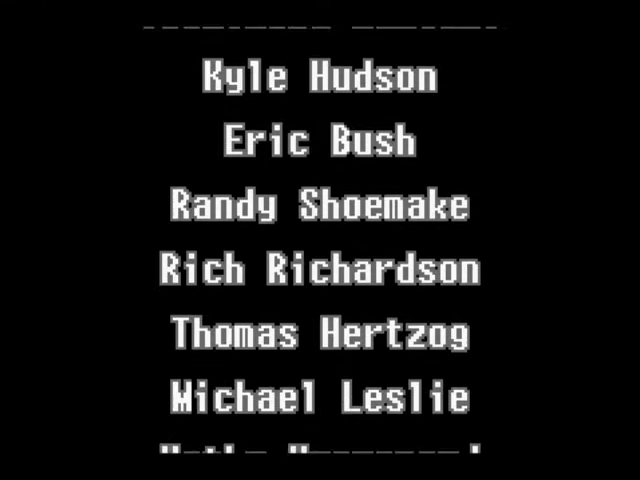 Kyle Hudson
Eric Bush
Randy Shoemake
Rich Richardson
Thomas Hertzog
Michael Leslie